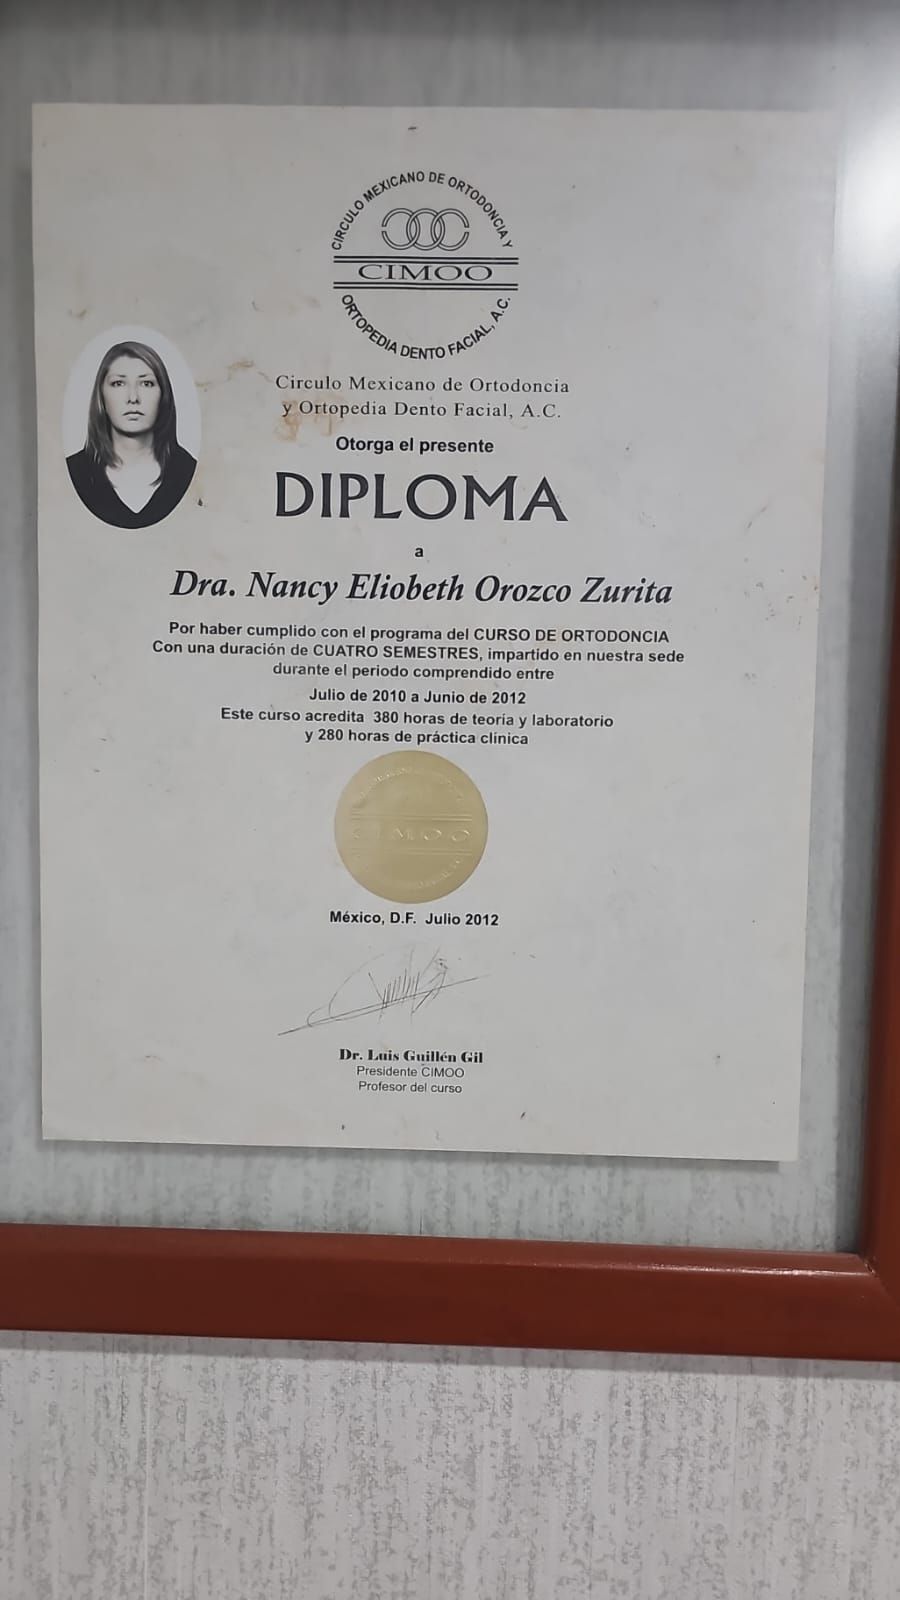 CIRCULO MEXICANO DE ORTODONCIA Y
CIMOO
ORTOPEDIA DENTO FACIAL, A.C.
Circulo Mexicano de Ortodoncia
y Ortopedia Dento Facial, A.C.
Otorga el presente
DIPLOMA
a
Dra. Nancy Eliobeth Orozco Zurita
Por haber cumplido con el programa del CURSO DE ORTODONCIA
Con una duración de CUATRO SEMESTRES, impartido en nuestra sede
durante el periodo comprendido entre
Julio de 2010 a Junio de 2012
Este curso acredita 380 horas de teoría y laboratorio
y 280 horas de práctica clínica
CIMOO
México, D.F. Julio 2012
Dr. Luis Guillén Gil
Presidente CIMOO
Profesor del curso